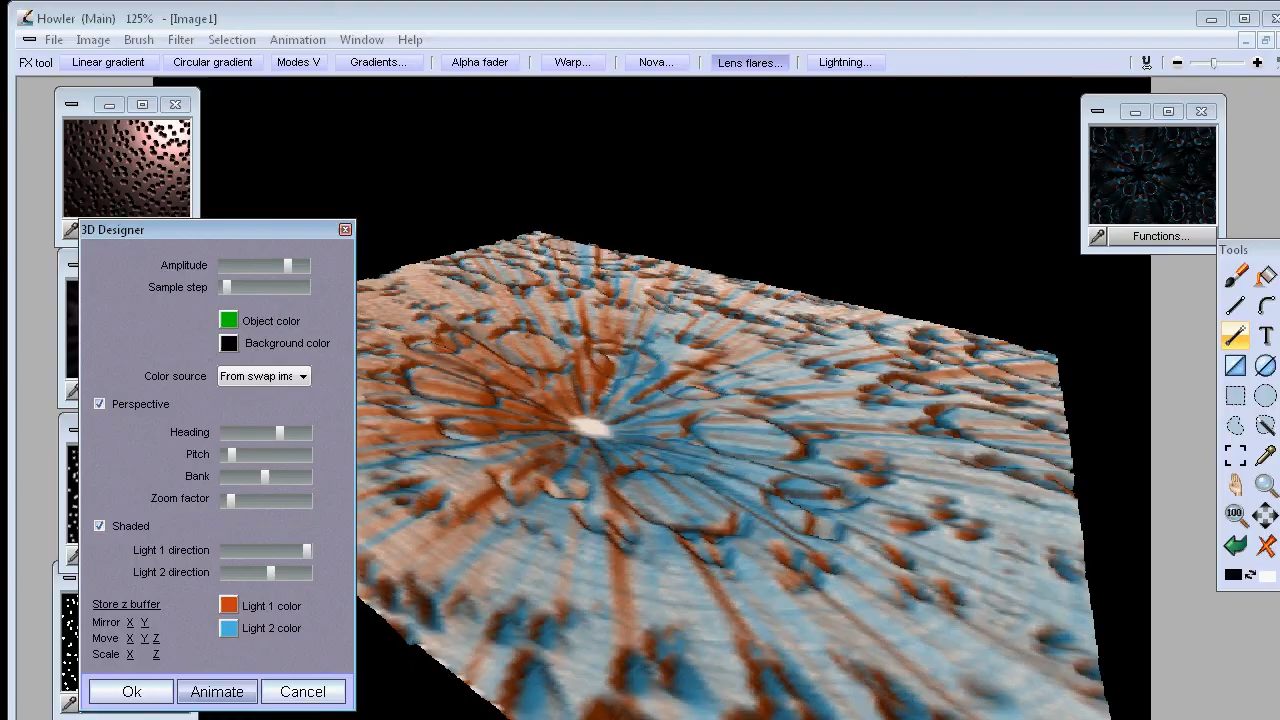 Howler (Main) 125% - [Image1]
File Image Brush Filter Selection Animation Window Help
FX tool Linear gradient Circular gradient Modes V Gradients... Alpha fader Warp... Nova... Lens flares... Lightning...
3D Designer
Amplitude
Sample step
Object color
Background color
Color source From swap ima
Perspective
Heading
Pitch
Bank
Zoom factor
Shaded
Light 1 direction
Light 2 direction
Store z buffer
Light 1 color
Mirror X Y
Light 2 color
Move X Y Z
Scale X Z
Ok Animate Cancel
Functions...
Tools
T
100